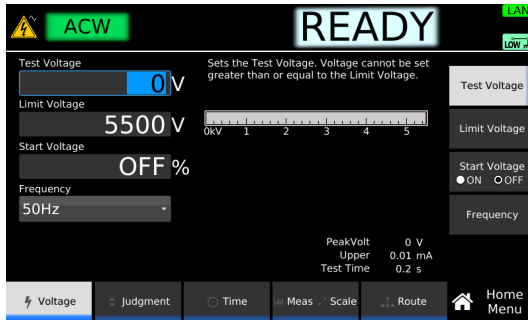 ACW
READY
LAN
LOW
Test Voltage
0 V
Sets the Test Voltage. Voltage cannot be set
greater than or equal to the Limit Voltage.
Limit Voltage
5500 V
0kV 1 2 3 4 5
Start Voltage
OFF %
Frequency
50Hz
PeakVolt 0 V
Upper 0.01 mA
Test Time 0.2 s
Test Voltage
Limit Voltage
Start Voltage
ON OFF
Frequency
Voltage
Judgment
Time
Meas Scale
Route
Home
Menu